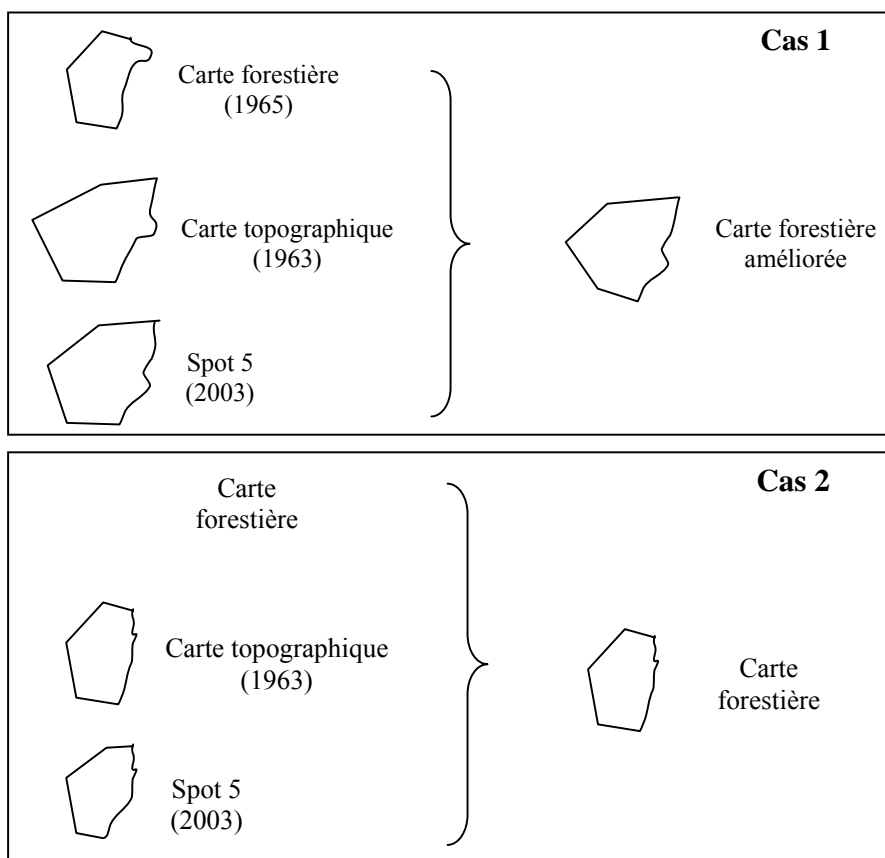 Cas 1
Carte forestière
(1965)
Carte topographique
(1963)
Spot 5
(2003)
Carte forestière
améliorée
Cas 2
Carte
forestière
Carte topographique
(1963)
Spot 5
(2003)
Carte
forestière